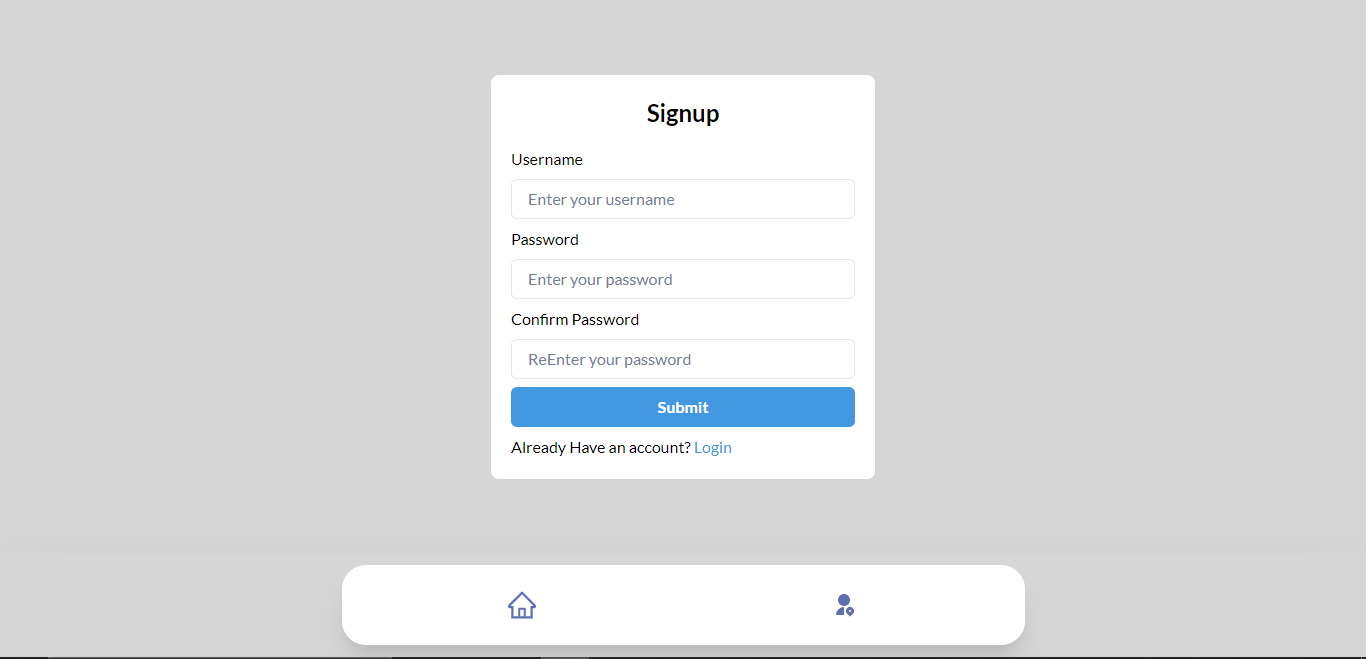 Signup
Username
Enter your username
Password
Enter your password
Confirm Password
ReEnter your password
Submit
Already Have an account? Login